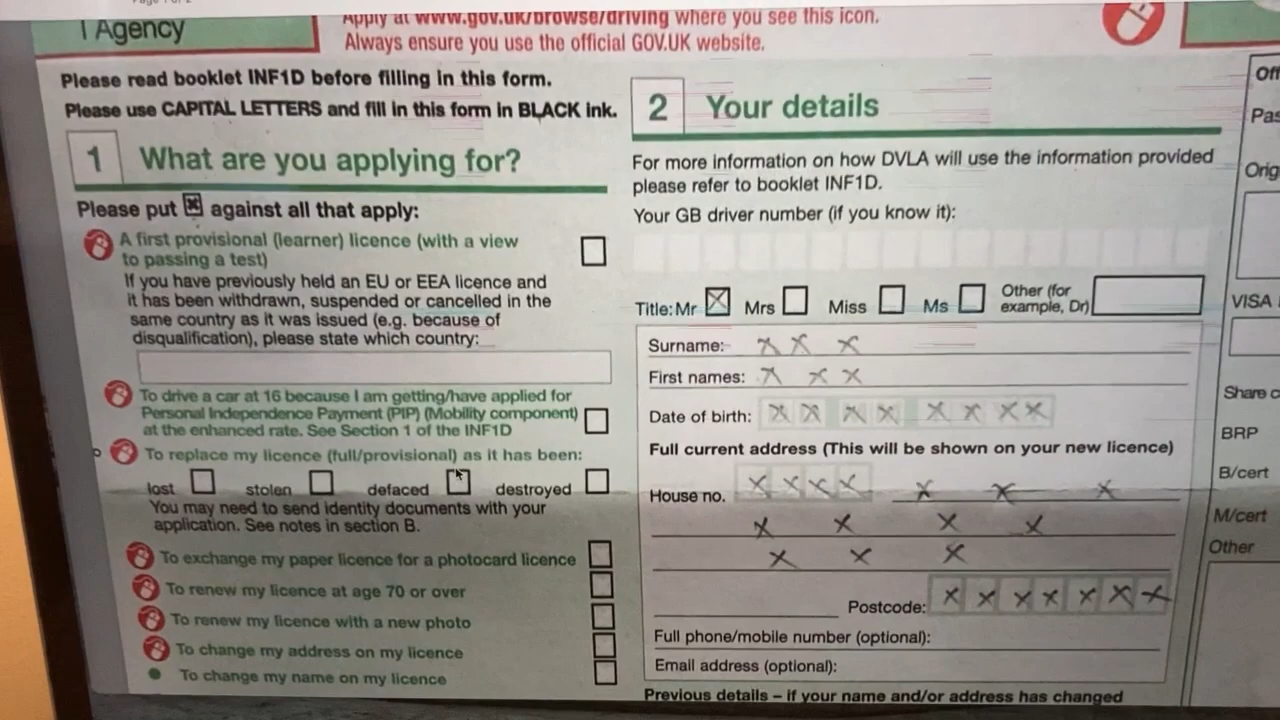 l Agency
Apply at www.gov.uk/browse/driving where you see this icon.
Always ensure you use the official GOV.UK website.
Please read booklet INF1D before filling in this form.
Please use CAPITAL LETTERS and fill in this form in BLACK ink.
1 What are you applying for?
Please put x against all that apply:
A first provisional (learner) licence (with a view
to passing a test)
If you have previously held an EU or EEA licence and
it has been withdrawn, suspended or cancelled in the
same country as it was issued (e.g. because of
disqualification), please state which country:
To drive a car at 16 because I am getting/have applied for
Personal Independence Payment (PIP) (Mobility component)
at the enhanced rate. See Section 1 of the INF1D
To replace my licence (full/provisional) as it has been:
lost stolen defaced destroyed
You may need to send identity documents with your
application. See notes in section B.
To exchange my paper licence for a photocard licence
To renew my licence at age 70 or over
To renew my licence with a new photo
To change my address on my licence
To change my name on my licence
2 Your details
For more information on how DVLA will use the information provided
please refer to booklet INF1D.
Your GB driver number (if you know it):
Title: Mr X Mrs Miss Ms Other (for
example, Dr)
Surname: X X X
First names: X X X
Date of birth: X X X X X X X X
Full current address (This will be shown on your new licence)
House no. X X X X X X X
X X X X
X X X
Postcode: X X X X X X X
Full phone/mobile number (optional):
Email address (optional):
Previous details – if your name and/or address has changed
Off
Pas
Orig
VISA
Share c
BRP
B/cert
M/cert
Other